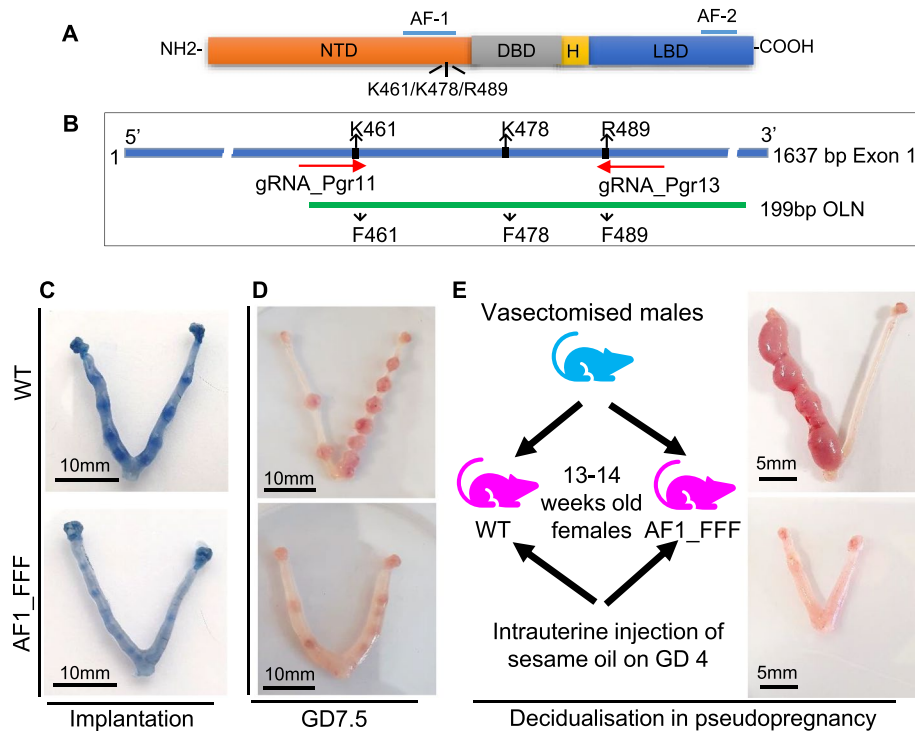 A
AF-1
AF-2
NH2-
NTD
DBD
H
LBD
-COOH
K461/K478/R489
B
5’
3’
K461
K478
R489
1
1637 bp Exon 1
gRNA_Pgr11
gRNA_Pgr13
199bp OLN
F461
F478
F489
C
D
E
WT
10mm
10mm
Vasectomised males
13-14
weeks old
females
WT
AF1_FFF
5mm
AF1_FFF
10mm
10mm
Intrauterine injection of
sesame oil on GD 4
5mm
Implantation
GD7.5
Decidualisation in pseudopregnancy